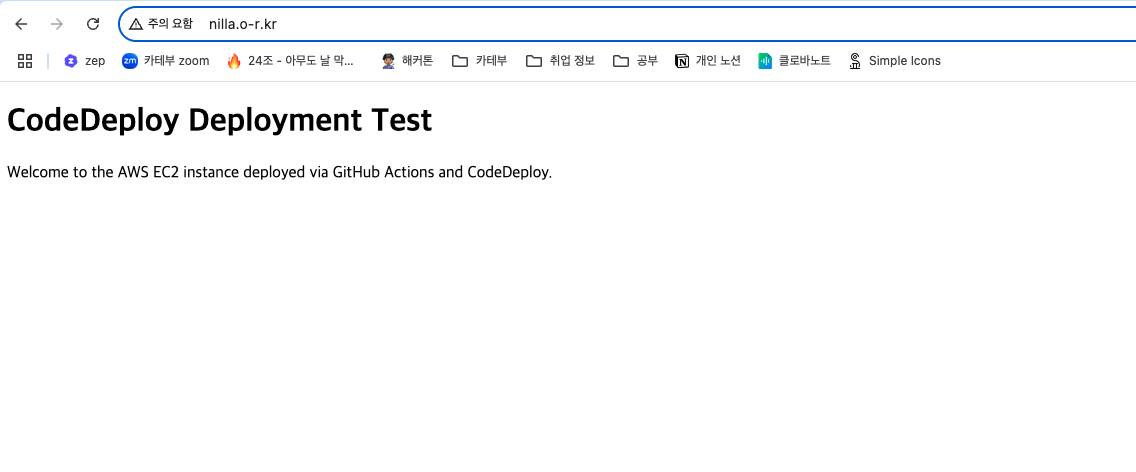 주의 요함 nilla.o-r.kr
zep 카테부 zoom 24조 - 아무도 날 막... 해커톤 카테부 취업 정보 공부 개인 노션 클로바노트 Simple Icons
CodeDeploy Deployment Test
Welcome to the AWS EC2 instance deployed via GitHub Actions and CodeDeploy.